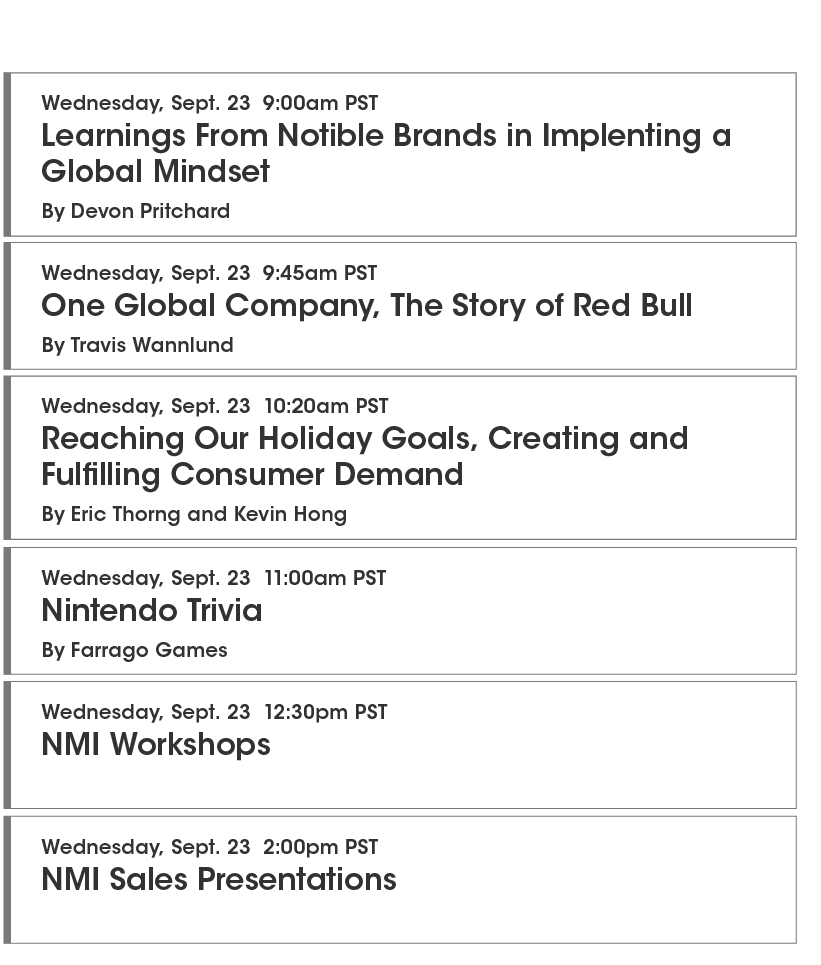 Wednesday, Sept. 23 9:00am PST
Learnings From Notible Brands in Implenting a
Global Mindset
By Devon Pritchard
Wednesday, Sept. 23 9:45am PST
One Global Company, The Story of Red Bull
By Travis Wannlund
Wednesday, Sept. 23 10:20am PST
Reaching Our Holiday Goals, Creating and
Fulfilling Consumer Demand
By Eric Thorng and Kevin Hong
Wednesday, Sept. 23 11:00am PST
Nintendo Trivia
By Farrago Games
Wednesday, Sept. 23 12:30pm PST
NMI Workshops
Wednesday, Sept. 23 2:00pm PST
NMI Sales Presentations